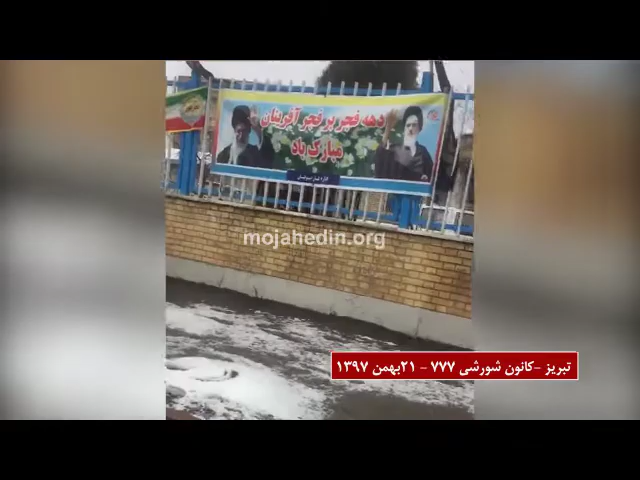 دهه فجر بر فجر آفرینان
مبارک باد
mojahedin.org
تبریز -کانون شورشی ۷۷۷ - ۲۱بهمن ۱۳۹۷